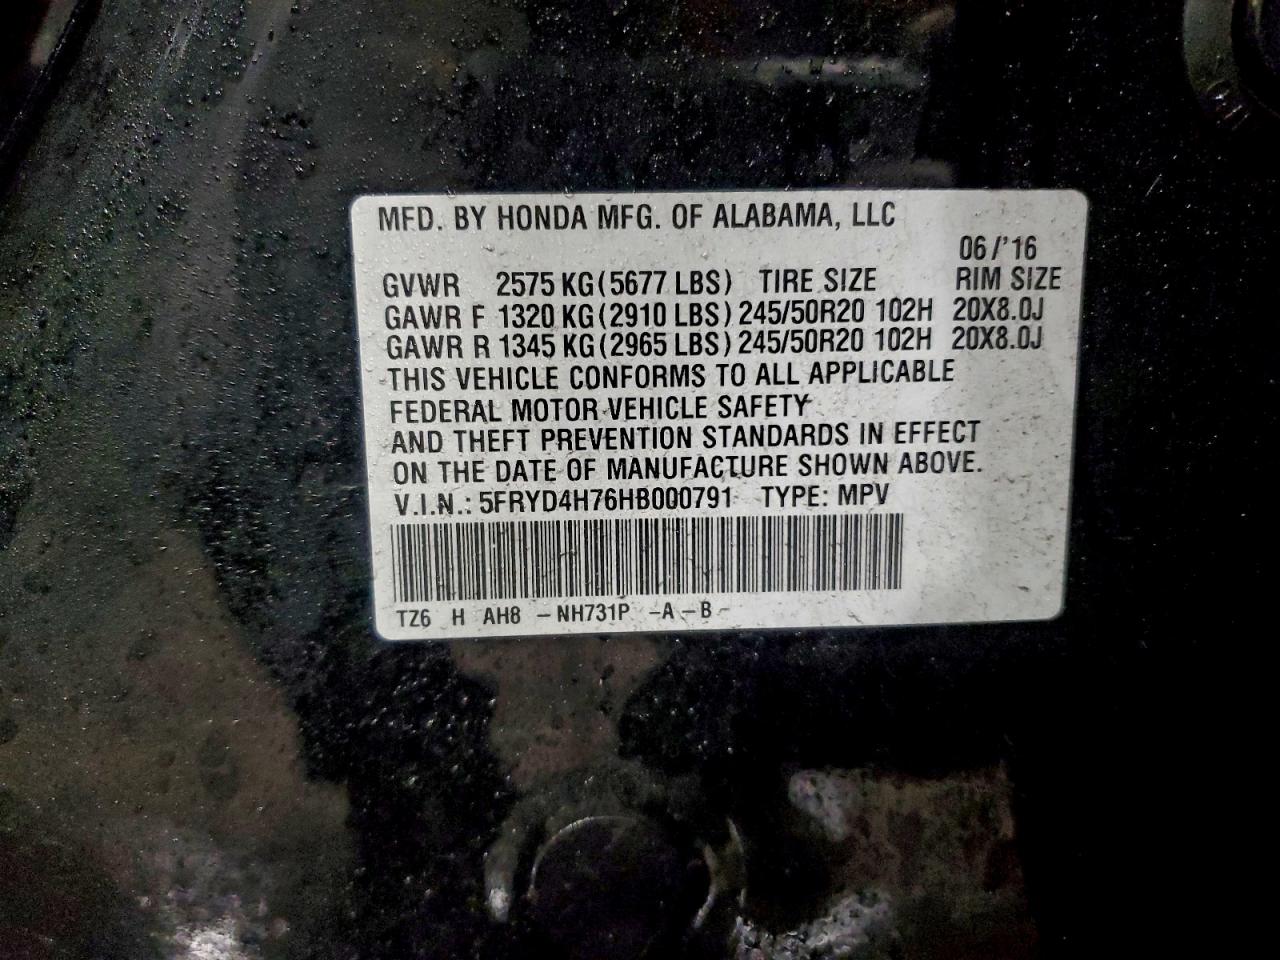 MFD. BY HONDA MFG. OF ALABAMA, LLC
06/'16
GVWR 2575 KG(5677 LBS) TIRE SIZE RIM SIZE
GAWR F 1320 KG(2910 LBS) 245/50R20 102H 20X8.0J
GAWR R 1345 KG(2965 LBS) 245/50R20 102H 20X8.0J
THIS VEHICLE CONFORMS TO ALL APPLICABLE
FEDERAL MOTOR VEHICLE SAFETY
AND THEFT PREVENTION STANDARDS IN EFFECT
ON THE DATE OF MANUFACTURE SHOWN ABOVE.
V.I.N.: 5FRYD4H76HB000791 TYPE: MPV
TZ6 H AH8 -NH731P -A-B-